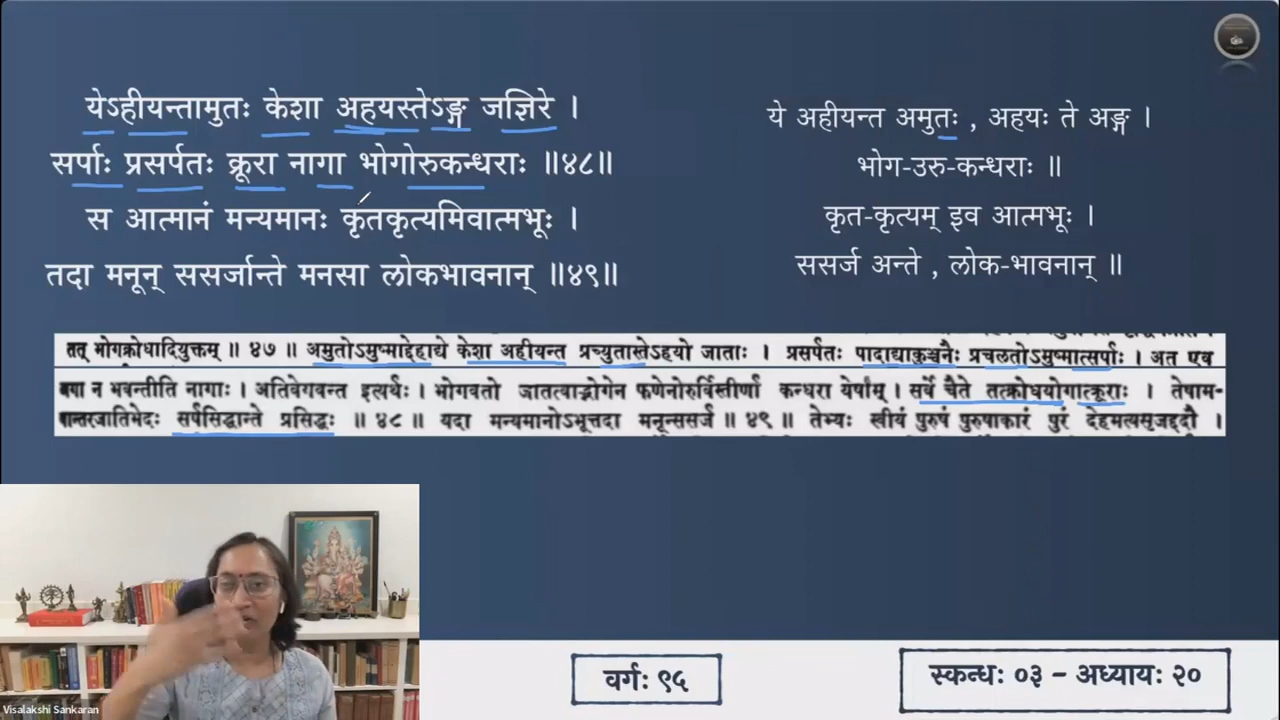 येऽहीयन्तामुतः केशा अहयस्तेऽङ्ग जज्ञिरे ।
सर्पाः प्रसर्पतः क्रूरा नागा भोगोरुकन्धराः ॥४८॥
स आत्मानं मन्यमानः कृतकृत्यमिवात्मभूः ।
तदा मनून् ससर्जान्ते मनसा लोकभावनान् ॥४९॥
ये अहीयन्त अमुतः , अहयः ते अङ्ग ।
भोग-उरु-कन्धराः ॥
कृत-कृत्यम् इव आत्मभूः ।
ससर्ज अन्ते , लोक-भावनान् ॥
तत् भोगक्रोधादियुक्तम् ॥ ४७ ॥ अमुतोऽमुष्माद्देहाद्ये केशा अहीयन्त प्रच्युतास्तेऽहयो जाताः । प्रसर्पतः पादाद्याकुञ्चनैः प्रचलतोऽमुष्मात्सर्पाः । अत एव
न भवन्तीति नागाः । अतिवेगवन्त इत्यर्थः । भोगवतो जातत्वाद्भोगेन फणेनोरुर्विस्तीर्णा कन्धरा येषाम् । सर्वे चैते तत्क्रोधयोगात्क्रूराः । तेषाम-
वान्तरजातिभेदः सर्पसिद्धान्ते प्रसिद्धः ॥ ४८ ॥ यदा मन्यमानोऽभूत्तदा मनून्ससर्ज ॥ ४९ ॥ तेभ्यः स्वीयं पुरुषं पुरुषाकारं पुरं देहमत्यसृजद्ददौ ।
Visalakshi Sankaran
वर्गः ९५
स्कन्धः ०३ – अध्यायः २०